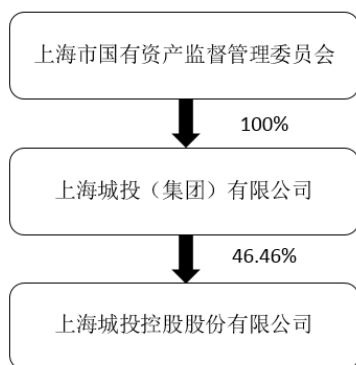 上海市国有资产监督管理委员会
100%
上海城投（集团）有限公司
46.46%
上海城投控股股份有限公司